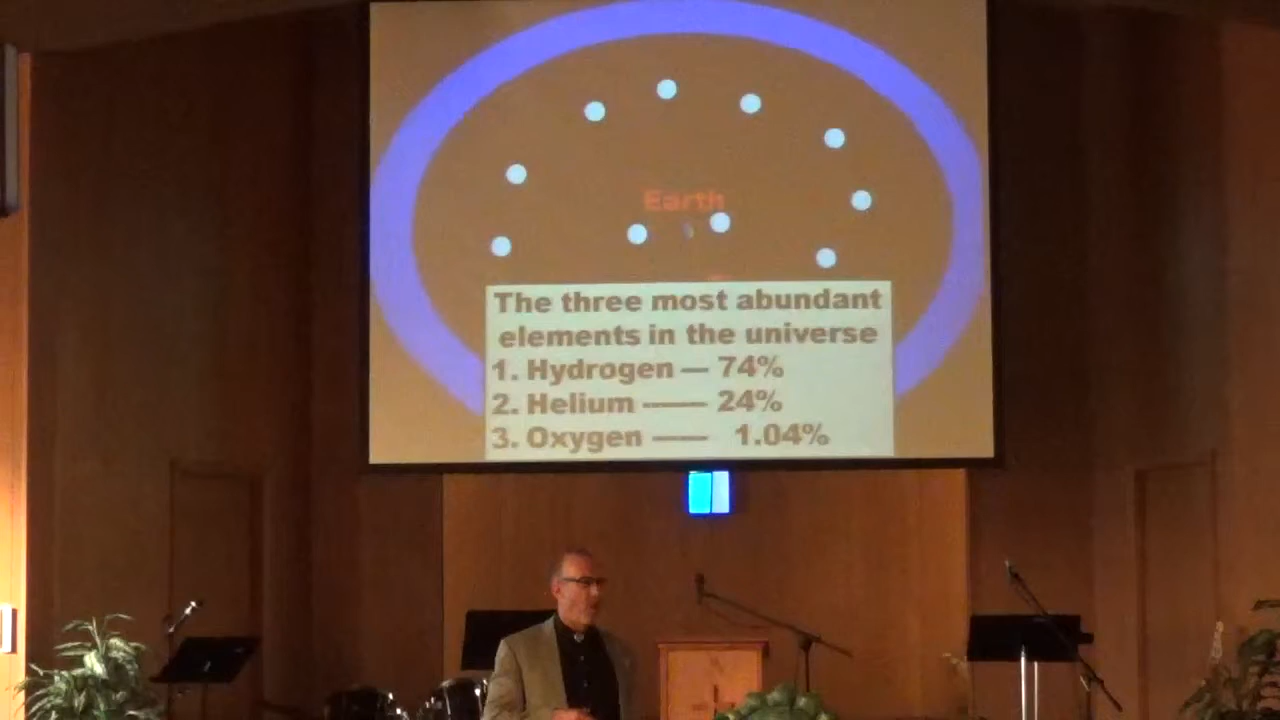 Earth
The three most abundant
elements in the universe
1. Hydrogen — 74%
2. Helium —— 24%
3. Oxygen —— 1.04%